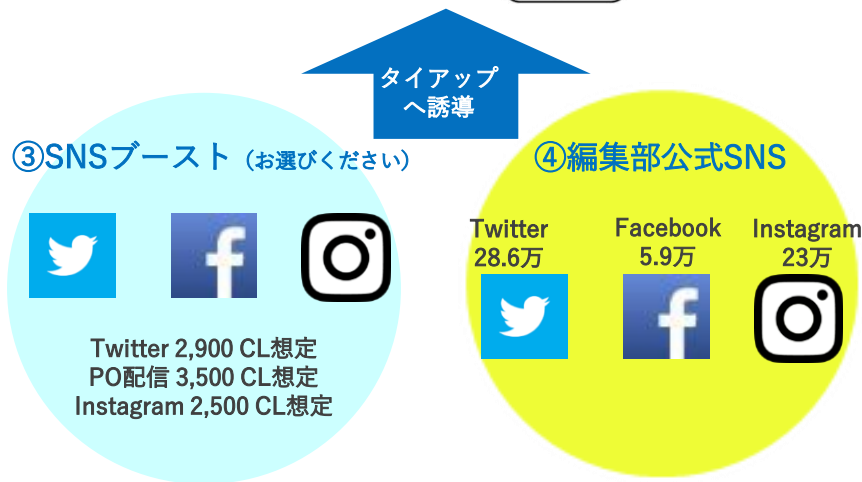 タイアップ
へ誘導
③SNSブースト（お選びください）
Twitter 2,900 CL想定
PO配信 3,500 CL想定
Instagram 2,500 CL想定
④編集部公式SNS
Twitter
28.6万
Facebook
5.9万
Instagram
23万